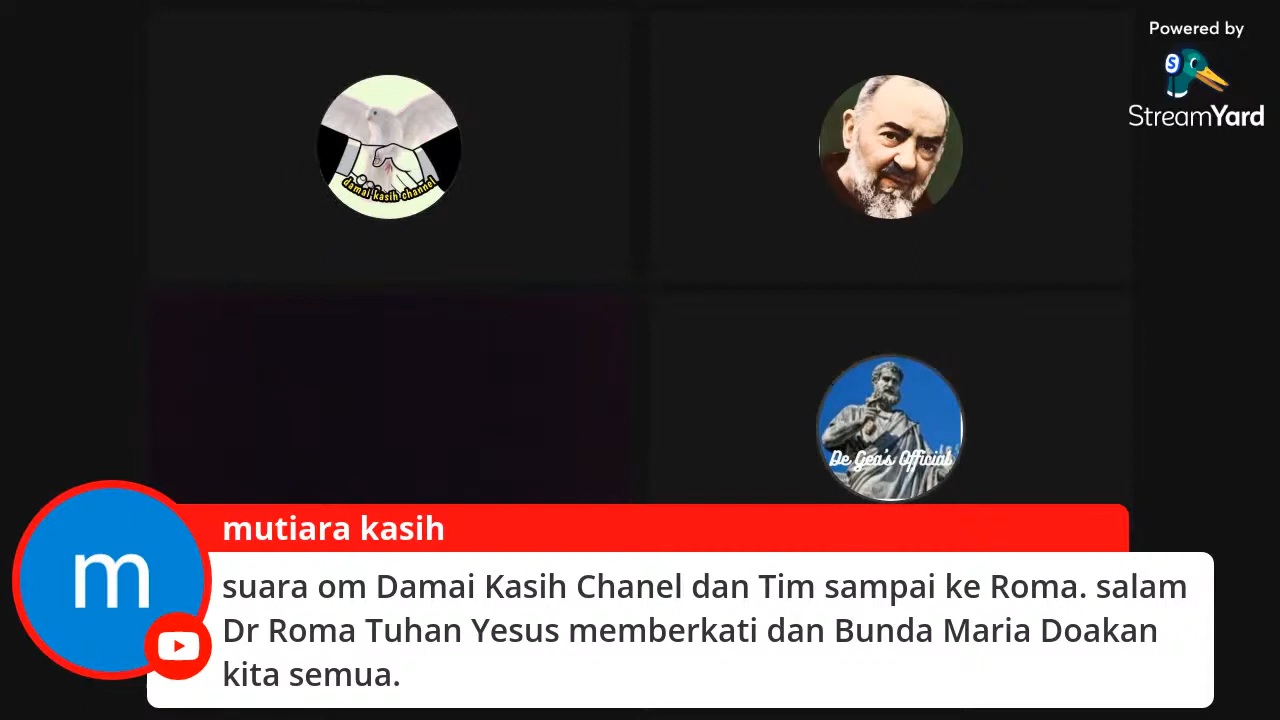 Powered by
S
StreamYard
damai kasih channel
De Gea's Official
m
mutiara kasih
suara om Damai Kasih Chanel dan Tim sampai ke Roma. salam
Dr Roma Tuhan Yesus memberkati dan Bunda Maria Doakan
kita semua.